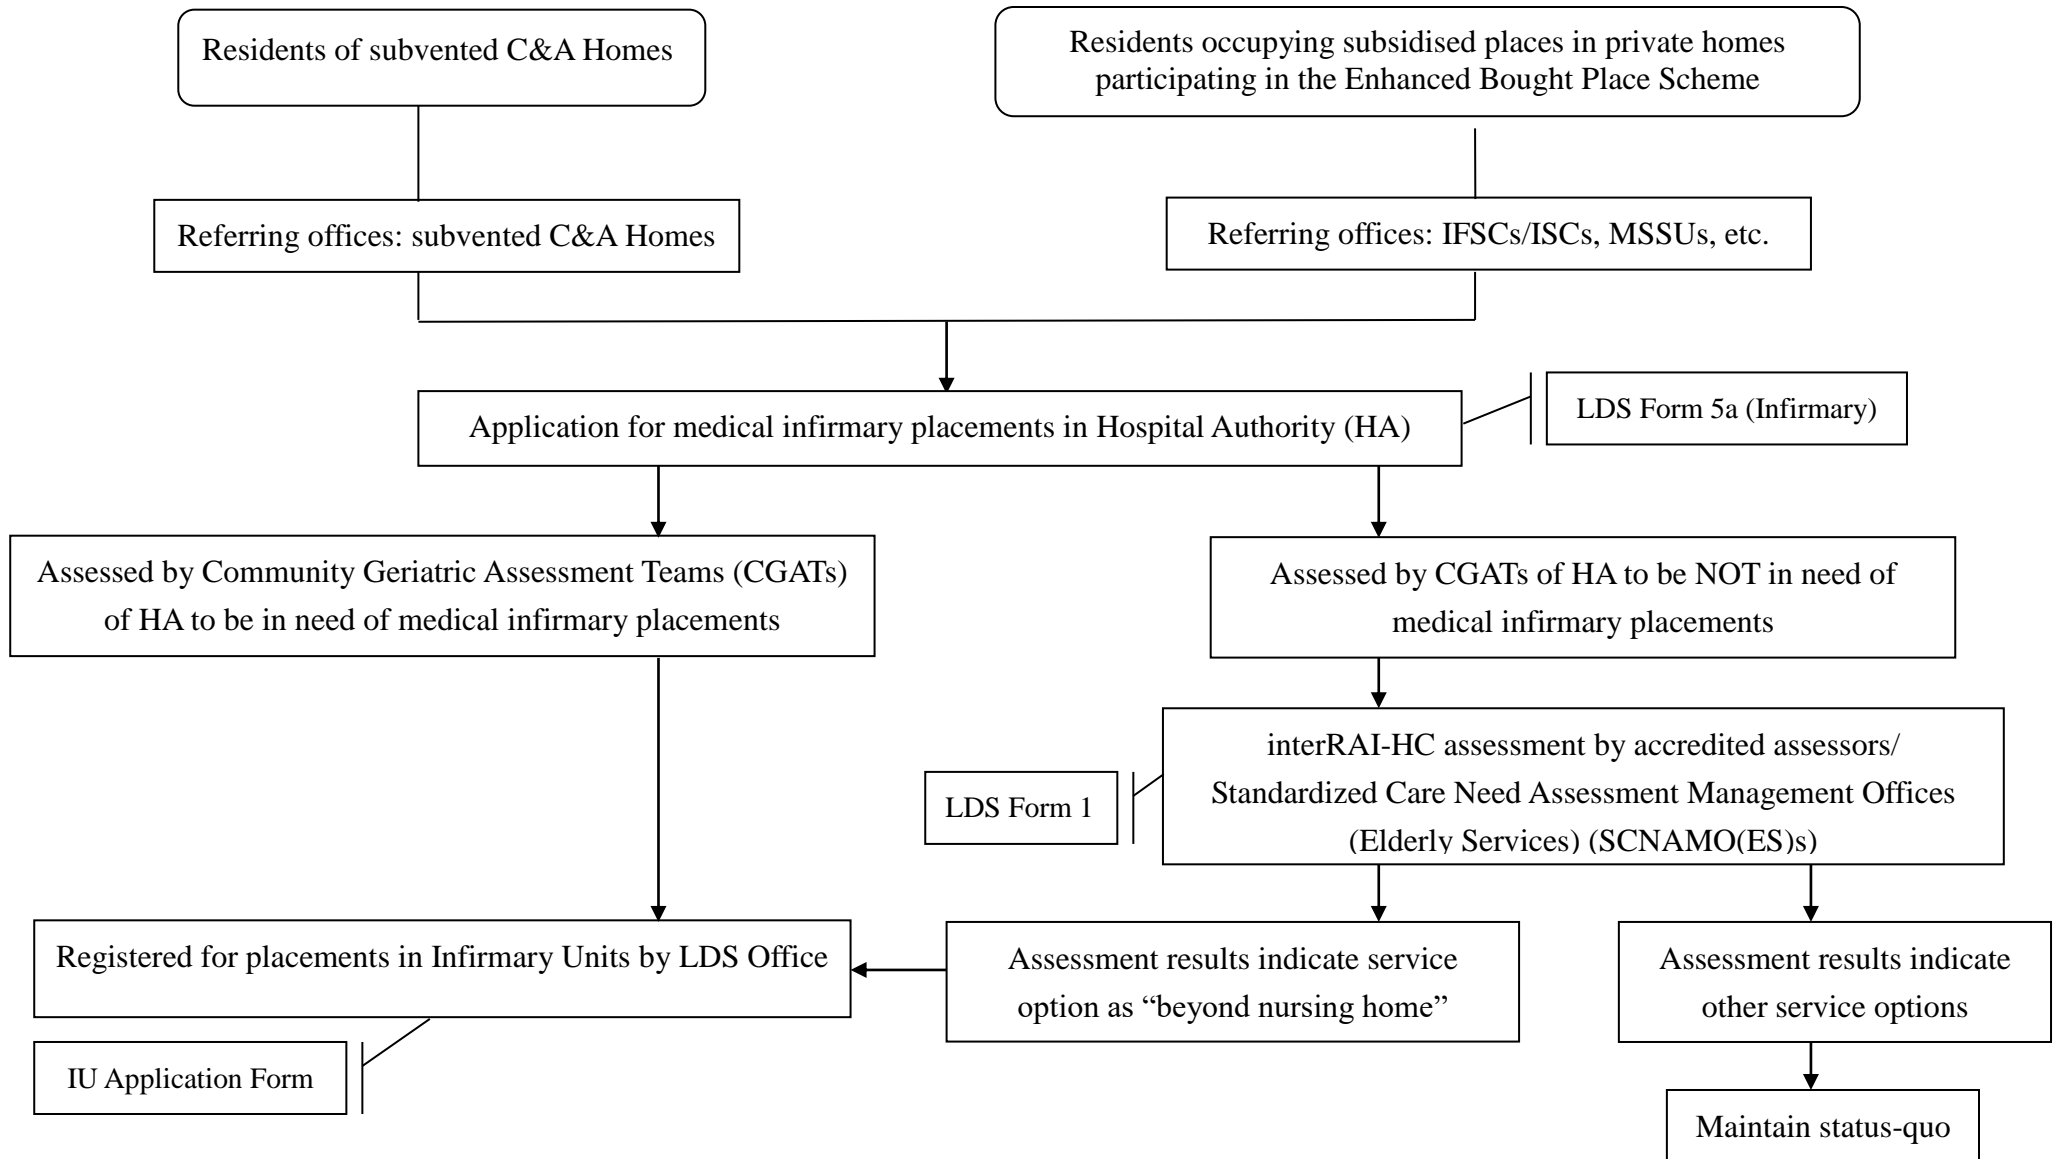 Residents of subvented C&A Homes
Residents occupying subsidised places in private homes
participating in the Enhanced Bought Place Scheme
Referring offices: subvented C&A Homes
Referring offices: IFSCs/ISCs, MSSUs, etc.
Application for medical infirmary placements in Hospital Authority (HA)
LDS Form 5a (Infirmary)
Assessed by Community Geriatric Assessment Teams (CGATs)
of HA to be in need of medical infirmary placements
Assessed by CGATs of HA to be NOT in need of
medical infirmary placements
interRAI-HC assessment by accredited assessors/
Standardized Care Need Assessment Management Offices
(Elderly Services) (SCNAMO(ES)s)
LDS Form 1
Registered for placements in Infirmary Units by LDS Office
Assessment results indicate service
option as “beyond nursing home”
Assessment results indicate
other service options
IU Application Form
Maintain status-quo